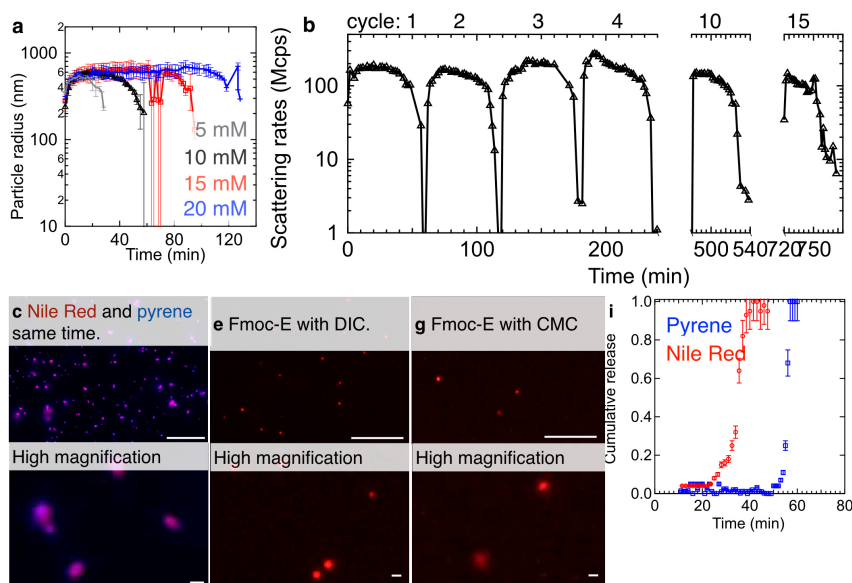 a
Particle radius (nm)
1000
100
10
6
4
2
6
4
2
6
4
2
0
40
80
120
Time (min)
5 mM
10 mM
15 mM
20 mM
b
cycle: 1 2 3 4 10 15
Scattering rates (Mcps)
100
10
1
0 100 200 500 540 720 750
Time (min)
c Nile Red and pyrene
same time.
High magnification
e Fmoc-E with DIC.
High magnification
g Fmoc-E with CMC
High magnification
i
Cumulative release
1.0
0.8
0.6
0.4
0.2
0.0
Pyrene
Nile Red
0 20 40 60 80
Time (min)